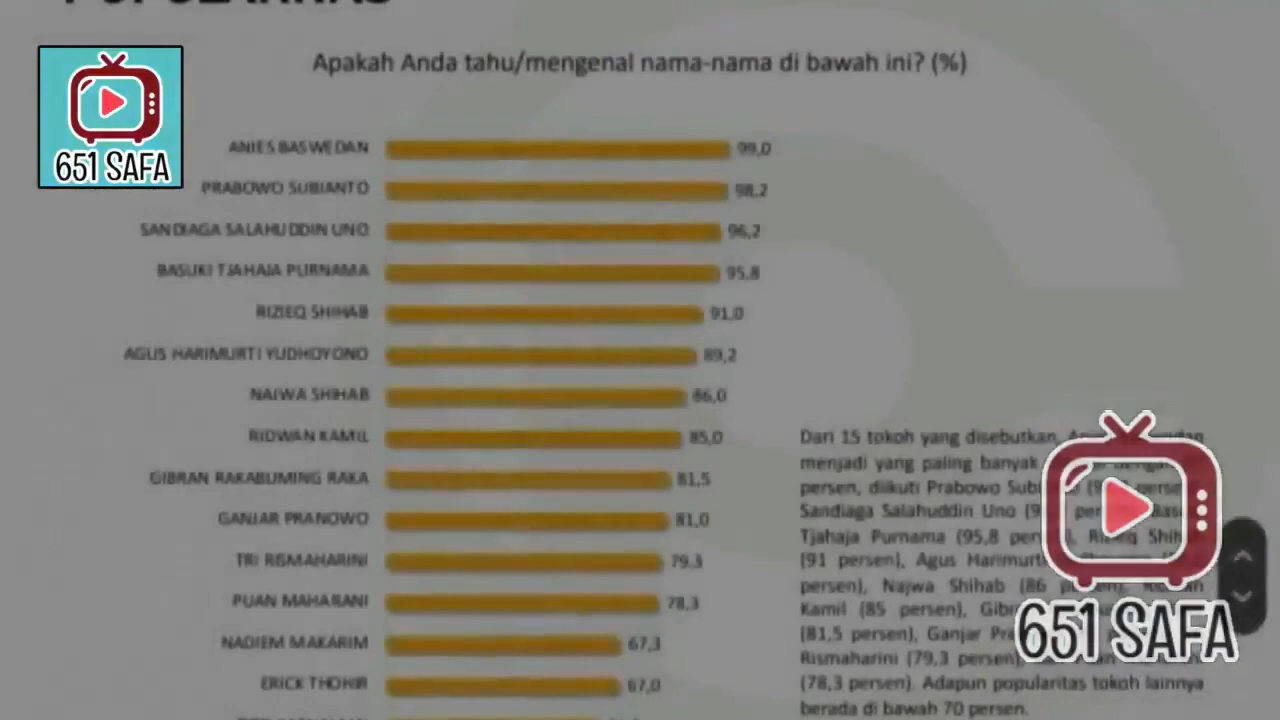 Apakah Anda tahu/mengenal nama-nama di bawah ini? (%)
651 SAFA
ANIES BASWEDAN 99,0
PRABOWO SUBIANTO 98,2
SANDIAGA SALAHUDDIN UNO 96,2
BASUKI TJAHAJA PURNAMA 95,8
RIZIEQ SHIHAB 91,0
AGUS HARIMURTI YUDHOYONO 89,2
NAJWA SHIHAB 86,0
RIDWAN KAMIL 85,0
GIBRAN RAKABUMING RAKA 81,5
GANJAR PRANOWO 81,0
TRI RISMAHARINI 79,3
PUAN MAHARANI 78,3
NADIEM MAKARIM 67,3
ERICK THOHIR 67,0
Dari 15 tokoh yang disebutkan,
menjadi yang paling banyak
persen, diikuti Prabowo
Sandiaga Salahuddin Uno
Tjahaja Purnama (95,8 Rizieq
(91 persen), Agus
persen), Najwa Shihab (86
Kamil (85 persen),
(81,5 persen), Ganjar
Rismaharini (79,3 persen)
(78,3 persen). Adapun popularitas tokoh lainnya
berada di bawah 70 persen.
651 SAFA